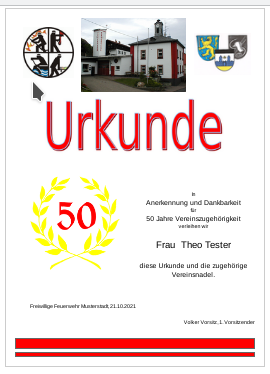 Urkunde
50
In
Anerkennung und Dankbarkeit
für
50 Jahre Vereinszugehörigkeit
verleihen wir
Frau Theo Tester
diese Urkunde und die zugehörige
Vereinsnadel.
Freiwillige Feuerwehr Musterstadt, 21.10.2021
Volker Vorsitz, 1. Vorsitzender